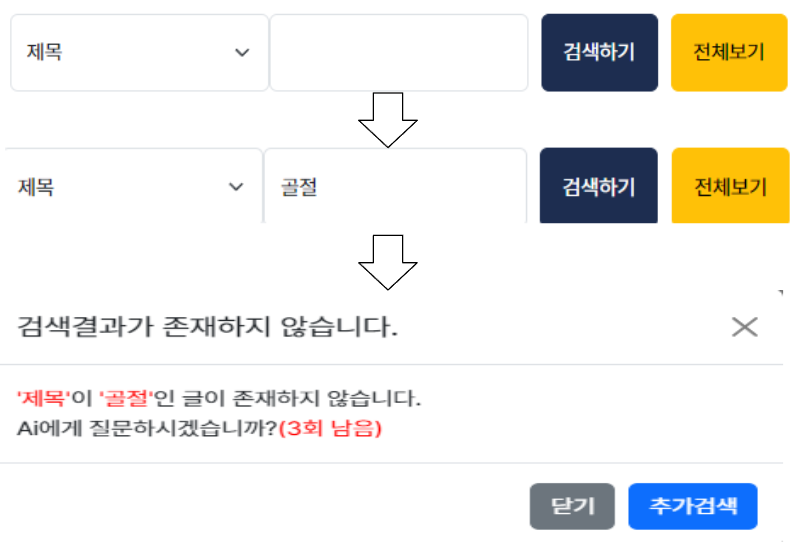 제목 검색하기 전체보기
제목 골절 검색하기 전체보기
검색결과가 존재하지 않습니다.
'제목'이 '골절'인 글이 존재하지 않습니다.
Ai에게 질문하시겠습니까?(3회 남음)
닫기 추가검색